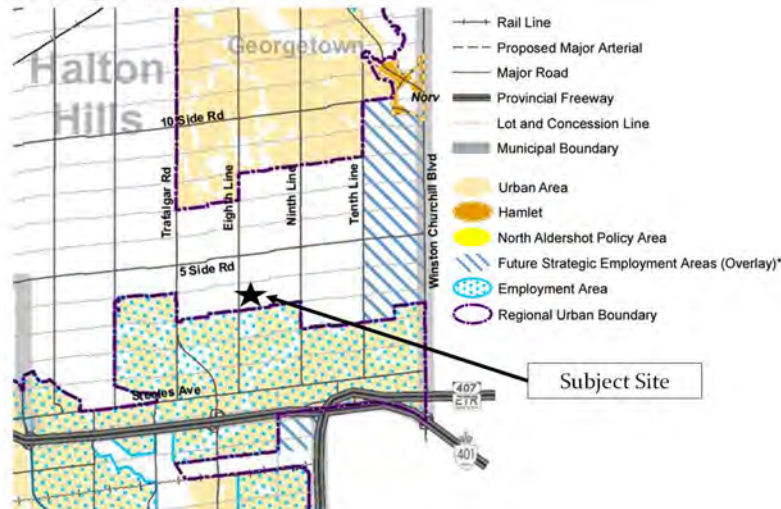 Georgetown
Halton
Hills
Norv
10 Side Rd
Trafalgar Rd
Eighth Line
Ninth Line
Tenth Line
Winston Churchill Blvd
5 Side Rd
Steeles Ave
407
ETR
401
Rail Line
Proposed Major Arterial
Major Road
Provincial Freeway
Lot and Concession Line
Municipal Boundary
Urban Area
Hamlet
North Aldershot Policy Area
Future Strategic Employment Areas (Overlay)*
Employment Area
Regional Urban Boundary
Subject Site